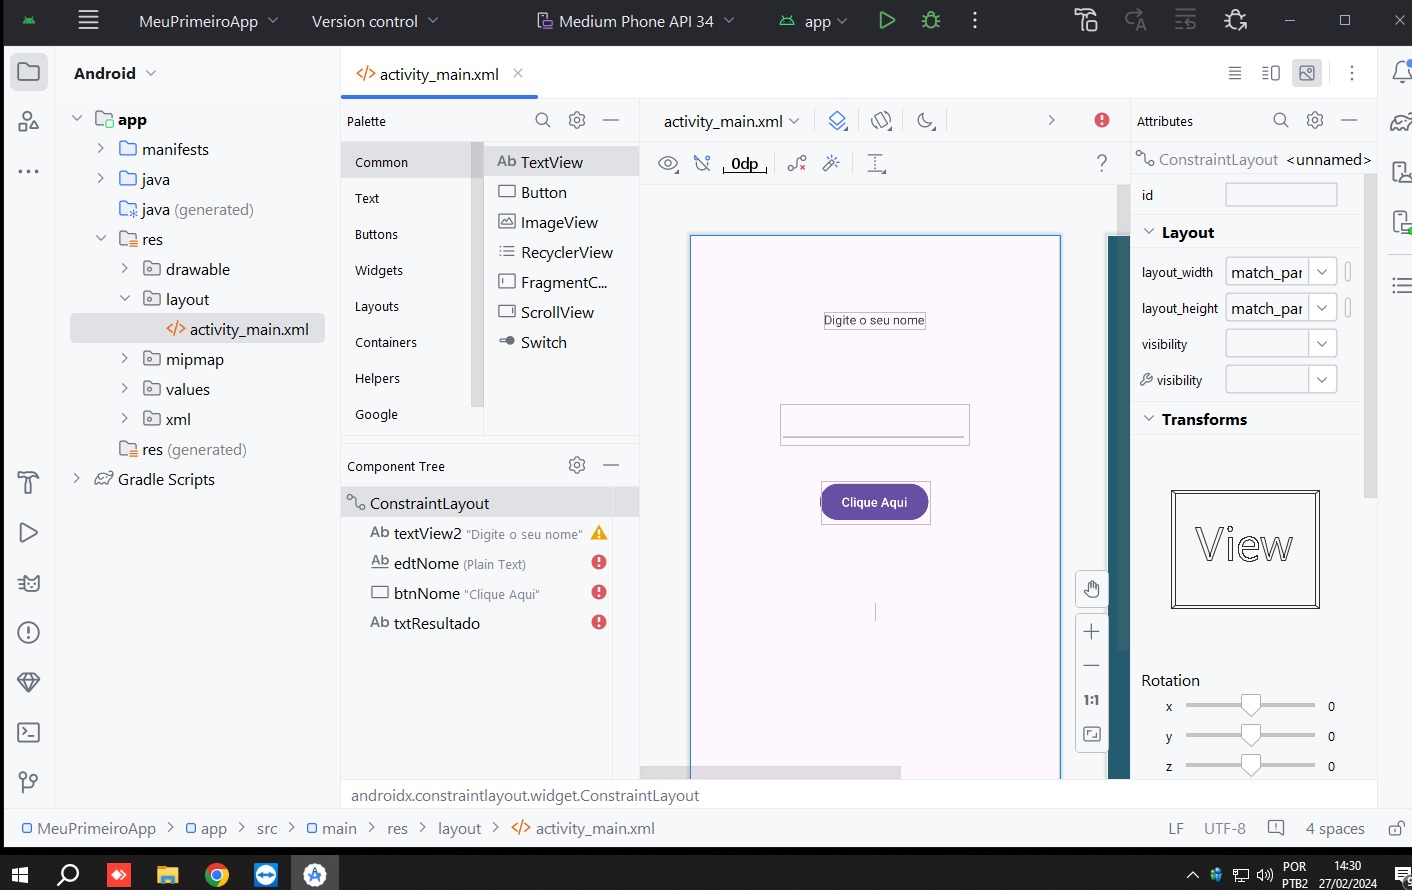 MeuPrimeiroApp
Version control
Medium Phone API 34
app
Android
activity_main.xml
app
manifests
java
java (generated)
res
drawable
layout
activity_main.xml
mipmap
values
xml
res (generated)
Gradle Scripts
Palette
Common
Text
Buttons
Widgets
Layouts
Containers
Helpers
Google
Ab TextView
Button
ImageView
RecyclerView
FragmentC...
ScrollView
Switch
Component Tree
ConstraintLayout
Ab textView2 "Digite o seu nome"
Ab edtNome (Plain Text)
btnNome "Clique Aqui"
Ab txtResultado
activity_main.xml
0dp
?
Digite o seu nome
Clique Aqui
1:1
Attributes
ConstraintLayout <unnamed>
id
Layout
layout_width match_par
layout_height match_par
visibility
visibility
Transforms
View
Rotation
x 0
y 0
z 0
androidx.constraintlayout.widget.ConstraintLayout
MeuPrimeiroApp > app > src > main > res > layout > activity_main.xml
LF UTF-8 4 spaces
POR
PTB2
14:30
27/02/2024